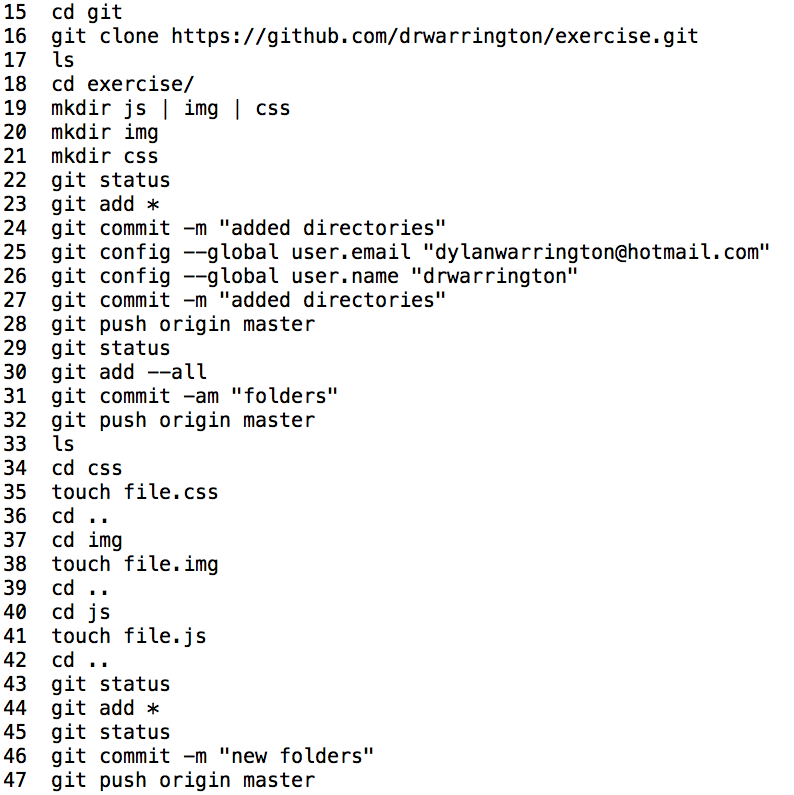 15 cd git
16 git clone https://github.com/drwarrington/exercise.git
17 ls
18 cd exercise/
19 mkdir js | img | css
20 mkdir img
21 mkdir css
22 git status
23 git add *
24 git commit -m "added directories"
25 git config --global user.email "dylanwarrington@hotmail.com"
26 git config --global user.name "drwarrington"
27 git commit -m "added directories"
28 git push origin master
29 git status
30 git add --all
31 git commit -am "folders"
32 git push origin master
33 ls
34 cd css
35 touch file.css
36 cd ..
37 cd img
38 touch file.img
39 cd ..
40 cd js
41 touch file.js
42 cd ..
43 git status
44 git add *
45 git status
46 git commit -m "new folders"
47 git push origin master